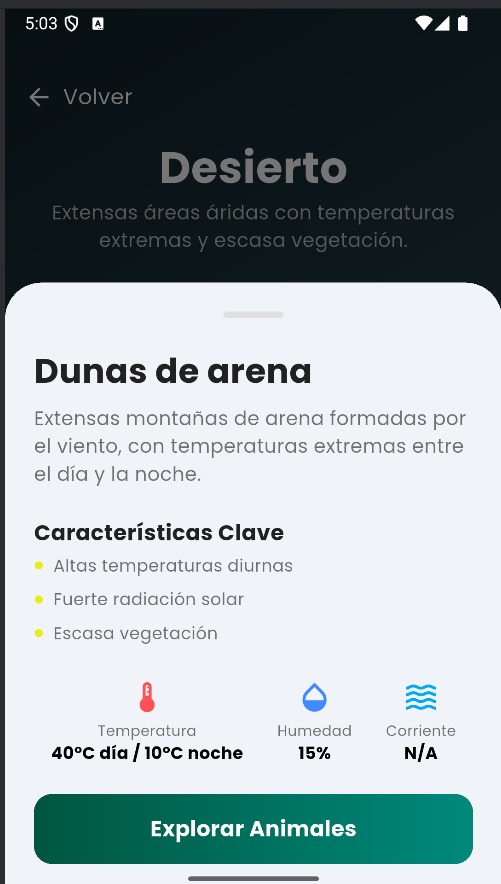 5:03
Volver
Desierto
Extensas áreas áridas con temperaturas
extremas y escasa vegetación.
Dunas de arena
Extensas montañas de arena formadas por
el viento, con temperaturas extremas entre
el día y la noche.
Características Clave
Altas temperaturas diurnas
Fuerte radiación solar
Escasa vegetación
Temperatura Humedad Corriente
40°C día / 10°C noche 15% N/A
Explorar Animales